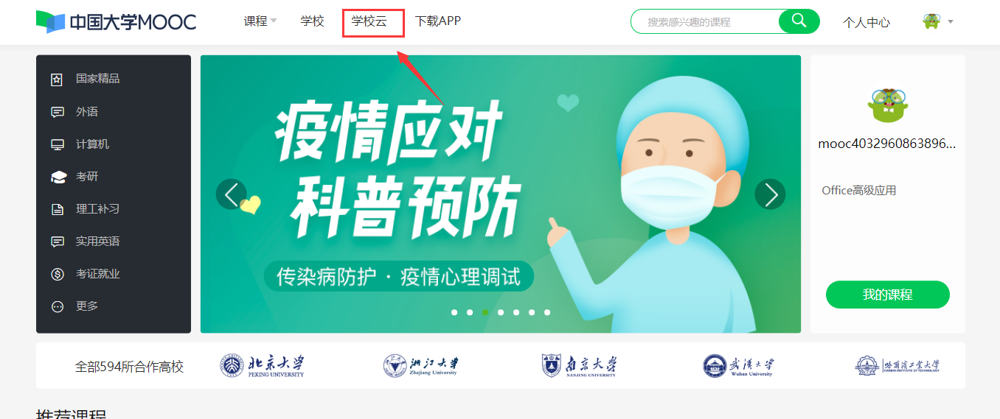 中国大学MOOC
课程
学校
学校云
下载APP
搜索感兴趣的课程
个人中心
国家精品
外语
计算机
考研
理工补习
实用英语
考证就业
更多
疫情应对
科普预防
传染病防护 · 疫情心理调试
mooc4032960863896...
Office高级应用
我的课程
全部594所合作高校
北京大学
PEKING UNIVERSITY
浙江大学
Zhejiang University
南京大学
NANJING UNIVERSITY
武汉大学
Wuhan University
哈尔滨工业大学
HARBIN INSTITUTE OF TECHNOLOGY
推荐课程